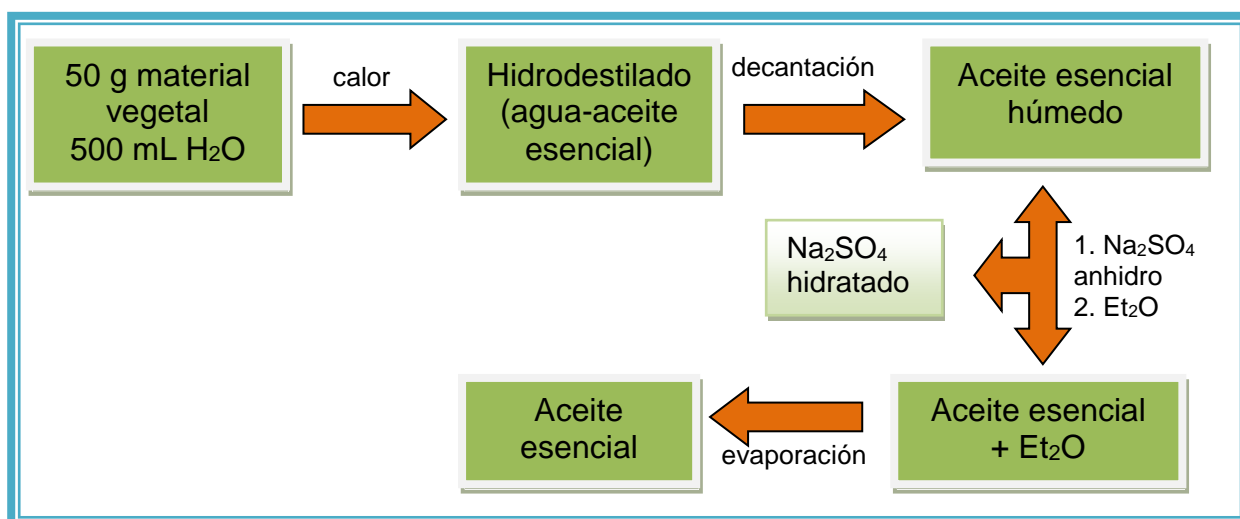 50 g material
vegetal
500 mL H₂O
calor
Hidrodestilado
(agua-aceite
esencial)
decantación
Aceite esencial
húmedo
Na₂SO₄
hidratado
1. Na₂SO₄
anhidro
2. Et₂O
Aceite esencial
+ Et₂O
evaporación
Aceite
esencial